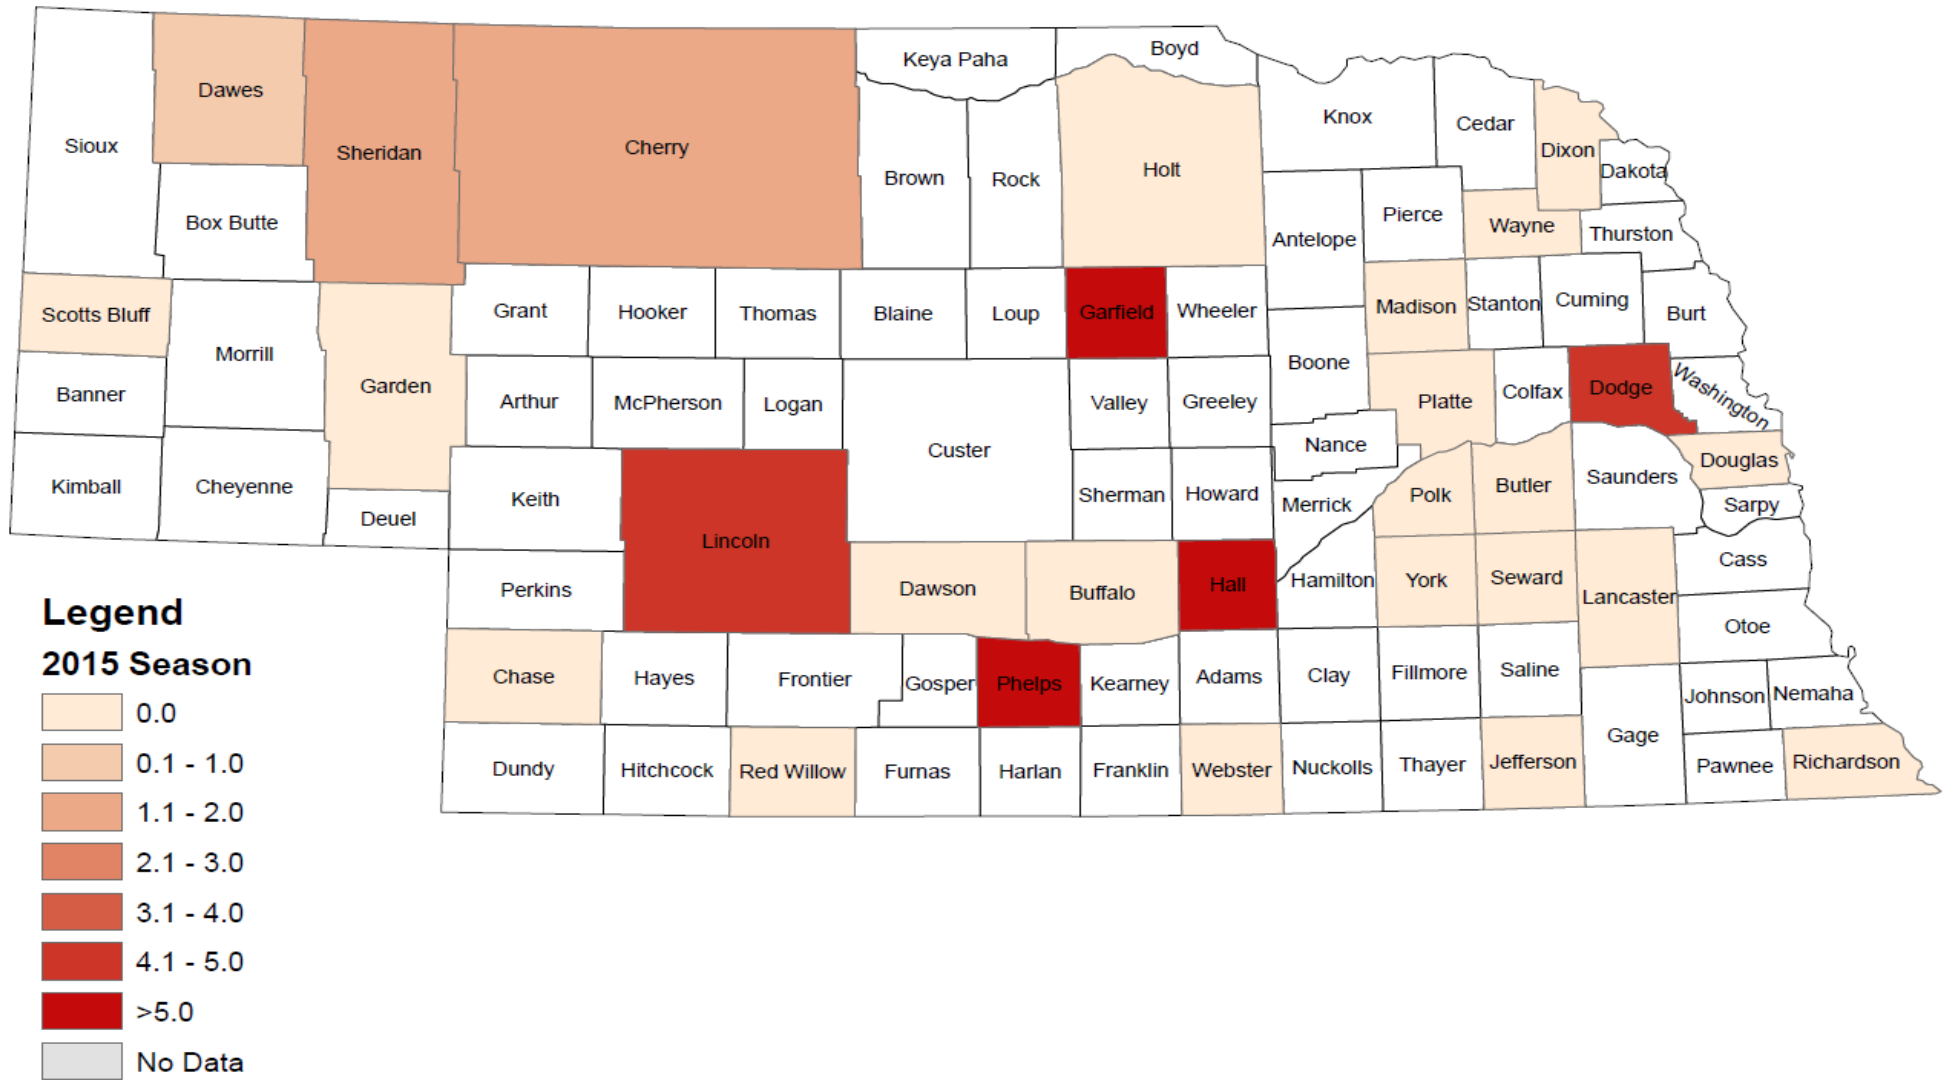 Keya Paha
Boyd
Dawes
Sioux
Sheridan
Cherry
Knox
Cedar
Dixon
Holt
Dakota
Brown
Rock
Box Butte
Pierce
Wayne
Antelope
Thurston
Scotts Bluff
Grant
Hooker
Thomas
Blaine
Loup
Garfield
Wheeler
Madison
Stanton
Cuming
Burt
Morrill
Garden
Banner
Arthur
McPherson
Logan
Valley
Greeley
Boone
Platte
Colfax
Dodge
Washington
Custer
Nance
Kimball
Cheyenne
Keith
Sherman
Howard
Merrick
Polk
Butler
Saunders
Douglas
Sarpy
Deuel
Lincoln
Perkins
Dawson
Buffalo
Hall
Hamilton
York
Seward
Lancaster
Cass
Otoe
Chase
Hayes
Frontier
Gosper
Phelps
Kearney
Adams
Clay
Fillmore
Saline
Johnson
Nemaha
Gage
Dundy
Hitchcock
Red Willow
Furnas
Harlan
Franklin
Webster
Nuckolls
Thayer
Jefferson
Pawnee
Richardson
Legend
2015 Season
0.0
0.1 - 1.0
1.1 - 2.0
2.1 - 3.0
3.1 - 4.0
4.1 - 5.0
>5.0
No Data